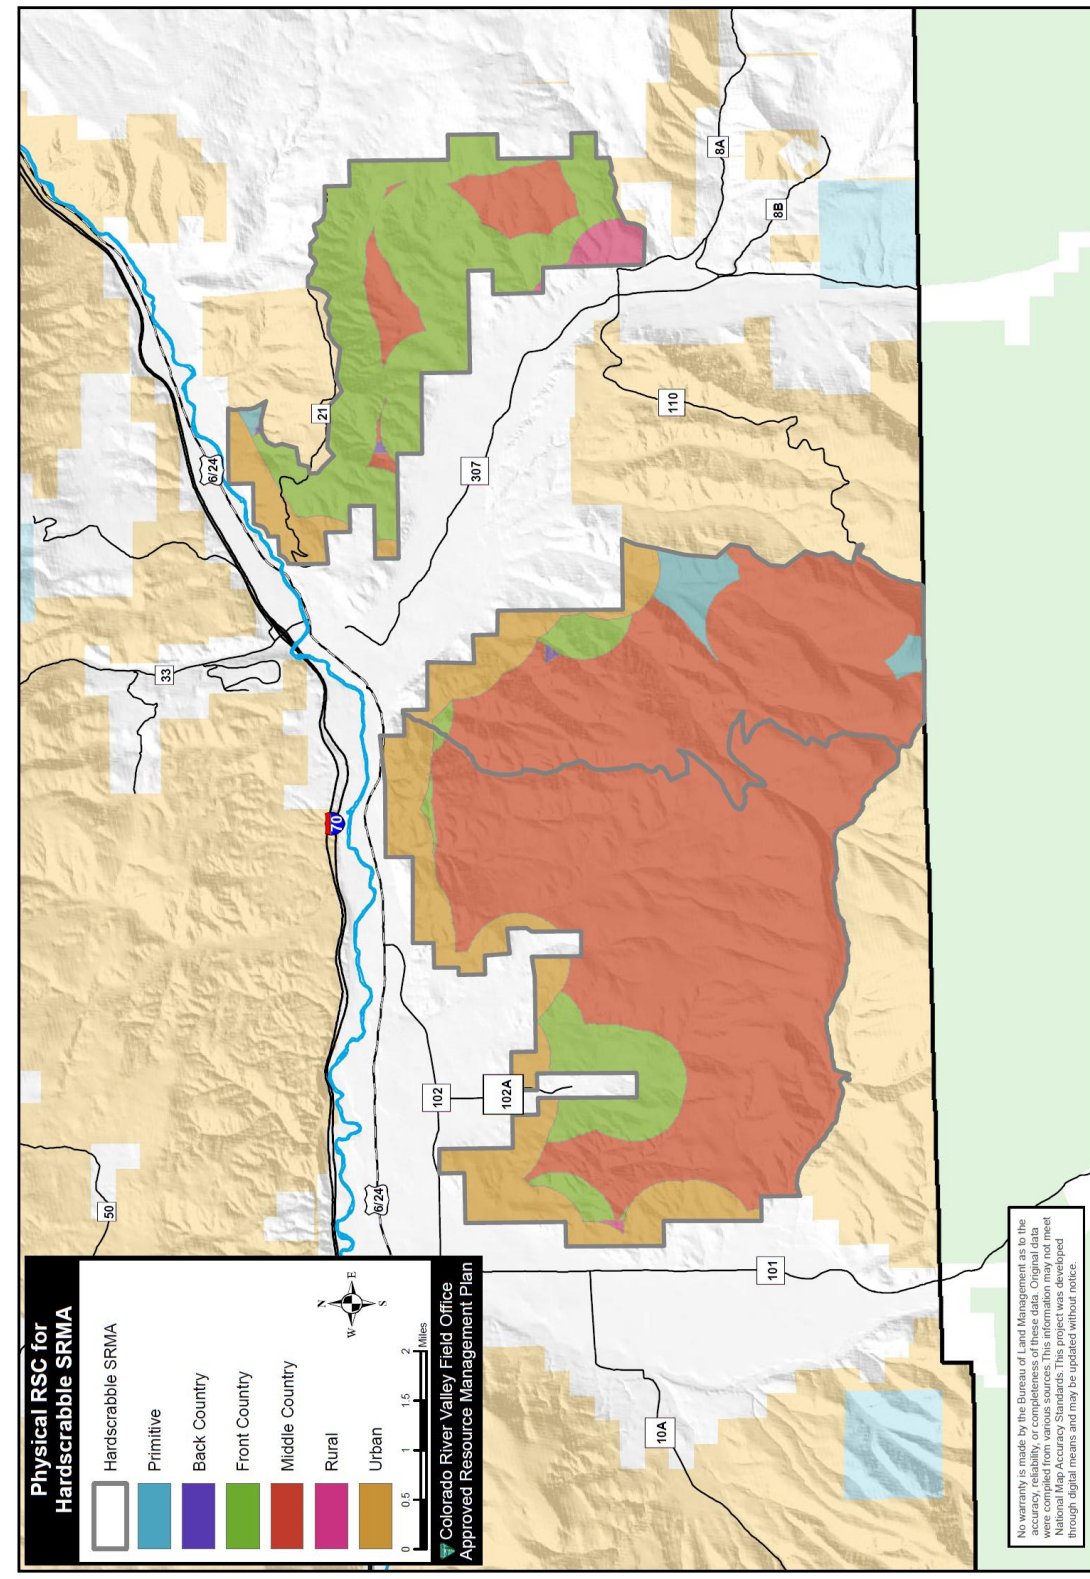 Physical RSC for
Hardscrabble SRMA
Hardscrabble SRMA
Primitive
Back Country
Front Country
Middle Country
Rural
Urban
N
W
E
S
0
0.5
1
1.5
2
Miles
Colorado River Valley Field Office
Approved Resource Management Plan
50
33
70
6/24
6/24
21
102
102A
307
8A
8B
110
101
10A
No warranty is made by the Bureau of Land Management as to the
accuracy, reliability, or completeness of these data. Original data
were compiled from various sources. This information may not meet
National Map Accuracy Standards. This project was developed
through digital means and may be updated without notice.